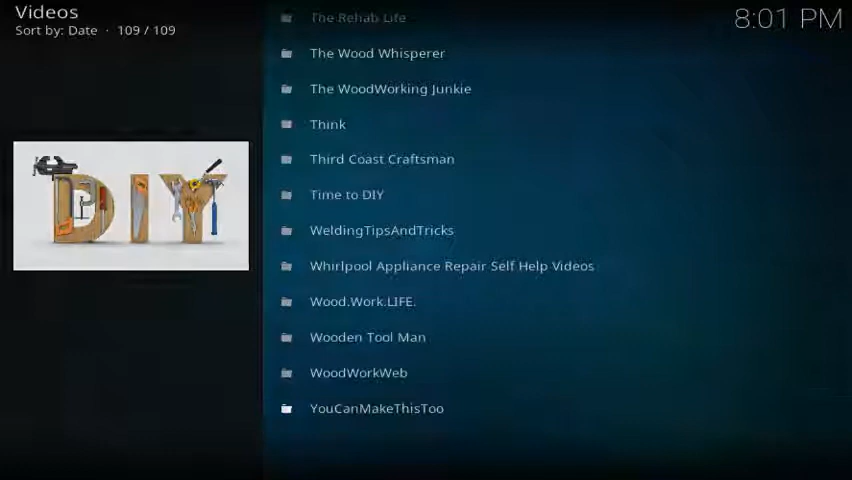 Videos
Sort by: Date · 109 / 109
8:01 PM
DIY
The Rehab Life
The Wood Whisperer
The WoodWorking Junkie
Think
Third Coast Craftsman
Time to DIY
WeldingTipsAndTricks
Whirlpool Appliance Repair Self Help Videos
Wood.Work.LIFE.
Wooden Tool Man
WoodWorkWeb
YouCanMakeThisToo